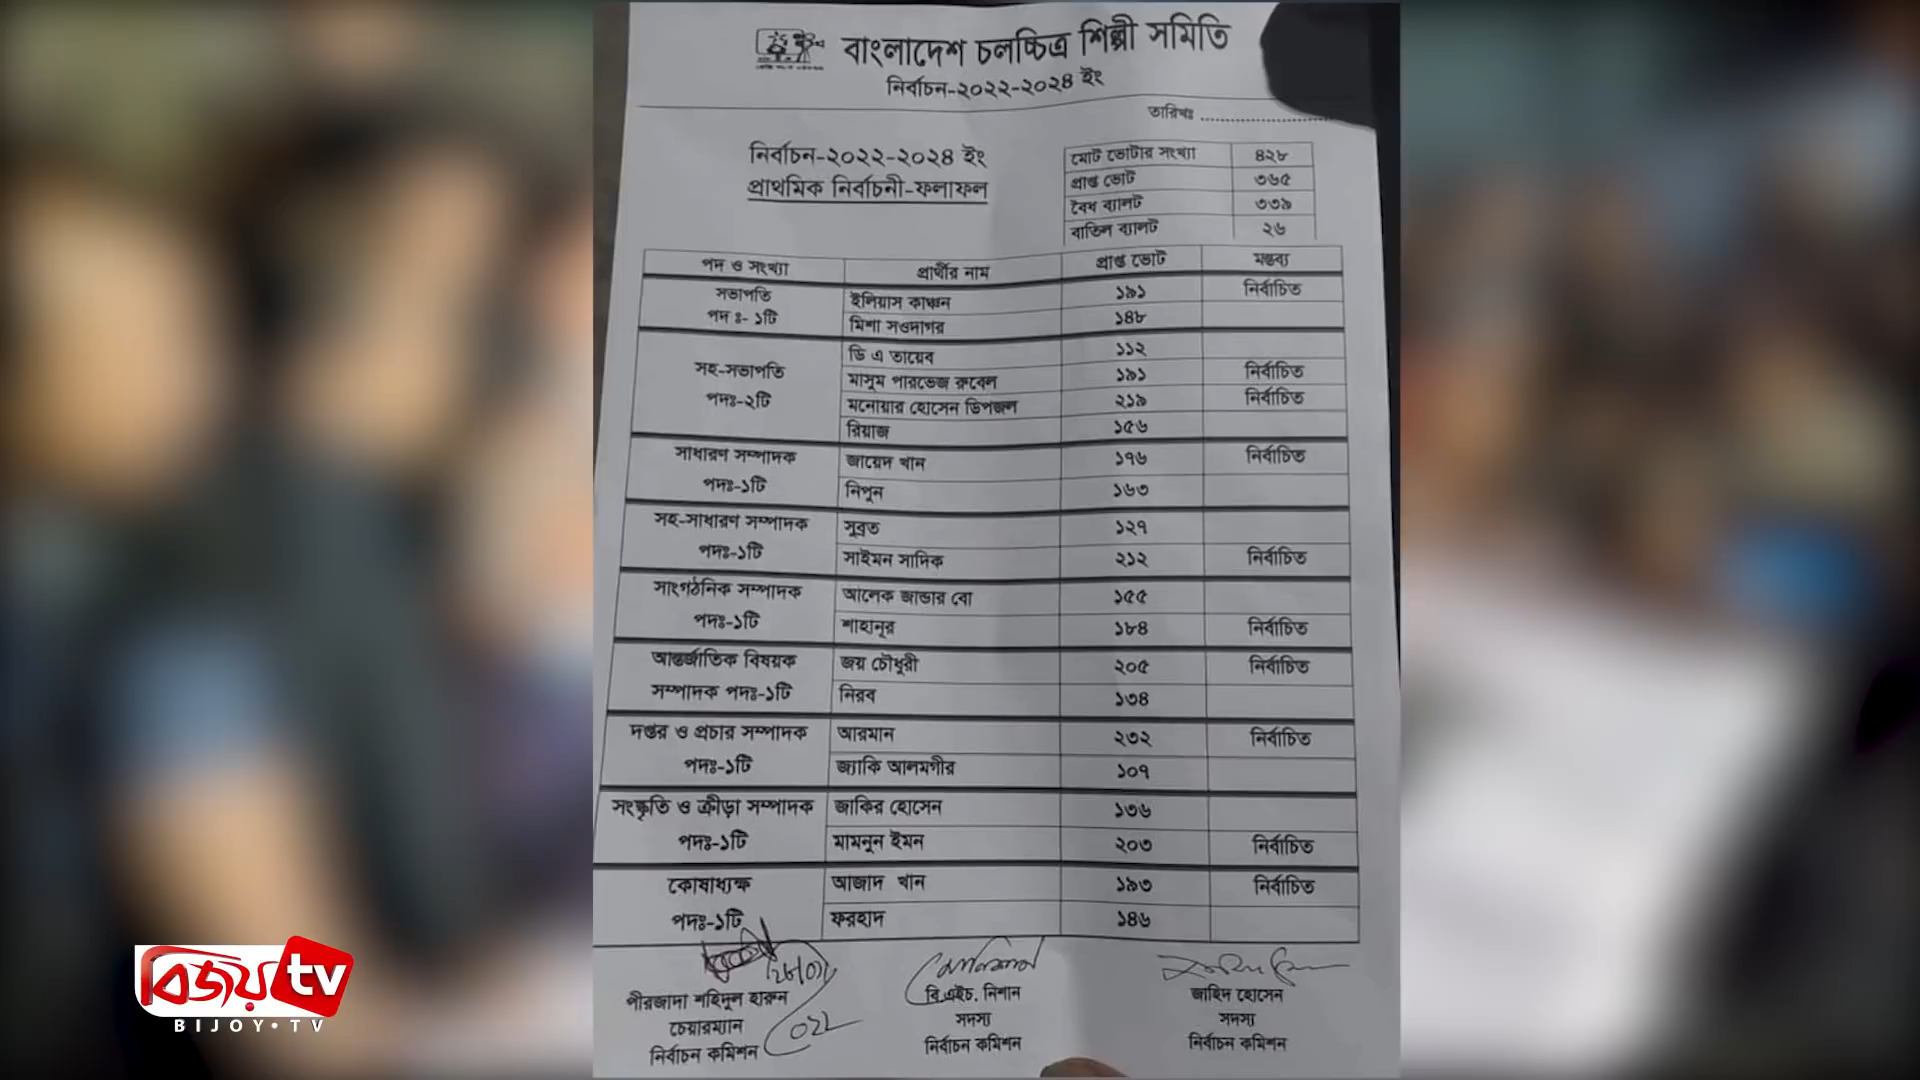 বাংলাদেশ চলচ্চিত্র শিল্পী সমিতি
নির্বাচন-২০২২-২০২৪ ইং
তারিখঃ ........................
নির্বাচন-২০২২-২০২৪ ইং
প্রাথমিক নির্বাচনী-ফলাফল
মোট ভোটার সংখ্যা ৪২৮
প্রাপ্ত ভোট ৩৬৫
বৈধ ব্যালট ৩৩৯
বাতিল ব্যালট ২৬
পদ ও সংখ্যা প্রার্থীর নাম প্রাপ্ত ভোট মন্তব্য
সভাপতি ইলিয়াস কাঞ্চন ১৯১ নির্বাচিত
পদ ঃ- ১টি মিশা সওদাগর ১৪৮
ডি এ তায়েব ১১২
সহ-সভাপতি মাসুম পারভেজ রুবেল ১৯১ নির্বাচিত
পদঃ-২টি মনোয়ার হোসেন ডিপজল ২১৯ নির্বাচিত
রিয়াজ ১৫৬
সাধারণ সম্পাদক জায়েদ খান ১৭৬ নির্বাচিত
পদঃ-১টি নিপুন ১৬৩
সহ-সাধারণ সম্পাদক সুব্রত ১২৭
পদঃ-১টি সাইমন সাদিক ২১২ নির্বাচিত
সাংগঠনিক সম্পাদক আলেক জান্ডার বো ১৫৫
পদঃ-১টি শাহানূর ১৮৪ নির্বাচিত
আন্তর্জাতিক বিষয়ক জয় চৌধুরী ২০৫ নির্বাচিত
সম্পাদক পদঃ-১টি নিরব ১৩৪
দপ্তর ও প্রচার সম্পাদক আরমান ২৩২ নির্বাচিত
পদঃ-১টি জ্যাকি আলমগীর ১০৭
সংস্কৃতি ও ক্রীড়া সম্পাদক জাকির হোসেন ১৩৬
পদঃ-১টি মামনুন ইমন ২০৩ নির্বাচিত
কোষাধ্যক্ষ আজাদ খান ১৯৩ নির্বাচিত
পদঃ-১টি ফরহাদ ১৪৬
পীরজাদা শহিদুল হারুন
চেয়ারম্যান
নির্বাচন কমিশন
বি.এইচ. নিশান
সদস্য
নির্বাচন কমিশন
জাহিদ হোসেন
সদস্য
নির্বাচন কমিশন
বিজয় tv
BIJOY•TV